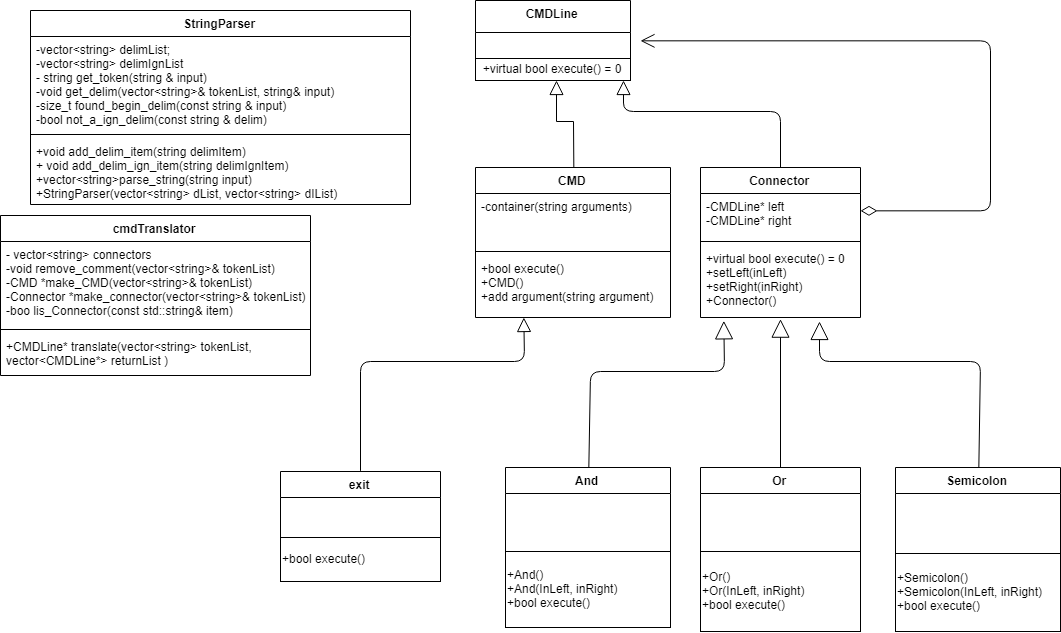 StringParser
-vector<string> delimList;
-vector<string> delimIgnList
- string get_token(string & input)
-void get_delim(vector<string>& tokenList, string& input)
-size_t found_begin_delim(const string & input)
-bool not_a_ign_delim(const string & delim)
+void add_delim_item(string delimItem)
+ void add_delim_ign_item(string delimIgnItem)
+vector<string>parse_string(string input)
+StringParser(vector<string> dList, vector<string> dIList)
cmdTranslator
- vector<string> connectors
-void remove_comment(vector<string>& tokenList)
-CMD *make_CMD(vector<string>& tokenList)
-Connector *make_connector(vector<string>& tokenList)
-boo lis_Connector(const std::string& item)
+CMDLine* translate(vector<string> tokenList,
vector<CMDLine*> returnList )
CMDLine
+virtual bool execute() = 0
CMD
-container(string arguments)
+bool execute()
+CMD()
+add argument(string argument)
Connector
-CMDLine* left
-CMDLine* right
+virtual bool execute() = 0
+setLeft(inLeft)
+setRight(inRight)
+Connector()
exit
+bool execute()
And
+And()
+And(InLeft, inRight)
+bool execute()
Or
+Or()
+Or(InLeft, inRight)
+bool execute()
Semicolon
+Semicolon()
+Semicolon(InLeft, inRight)
+bool execute()